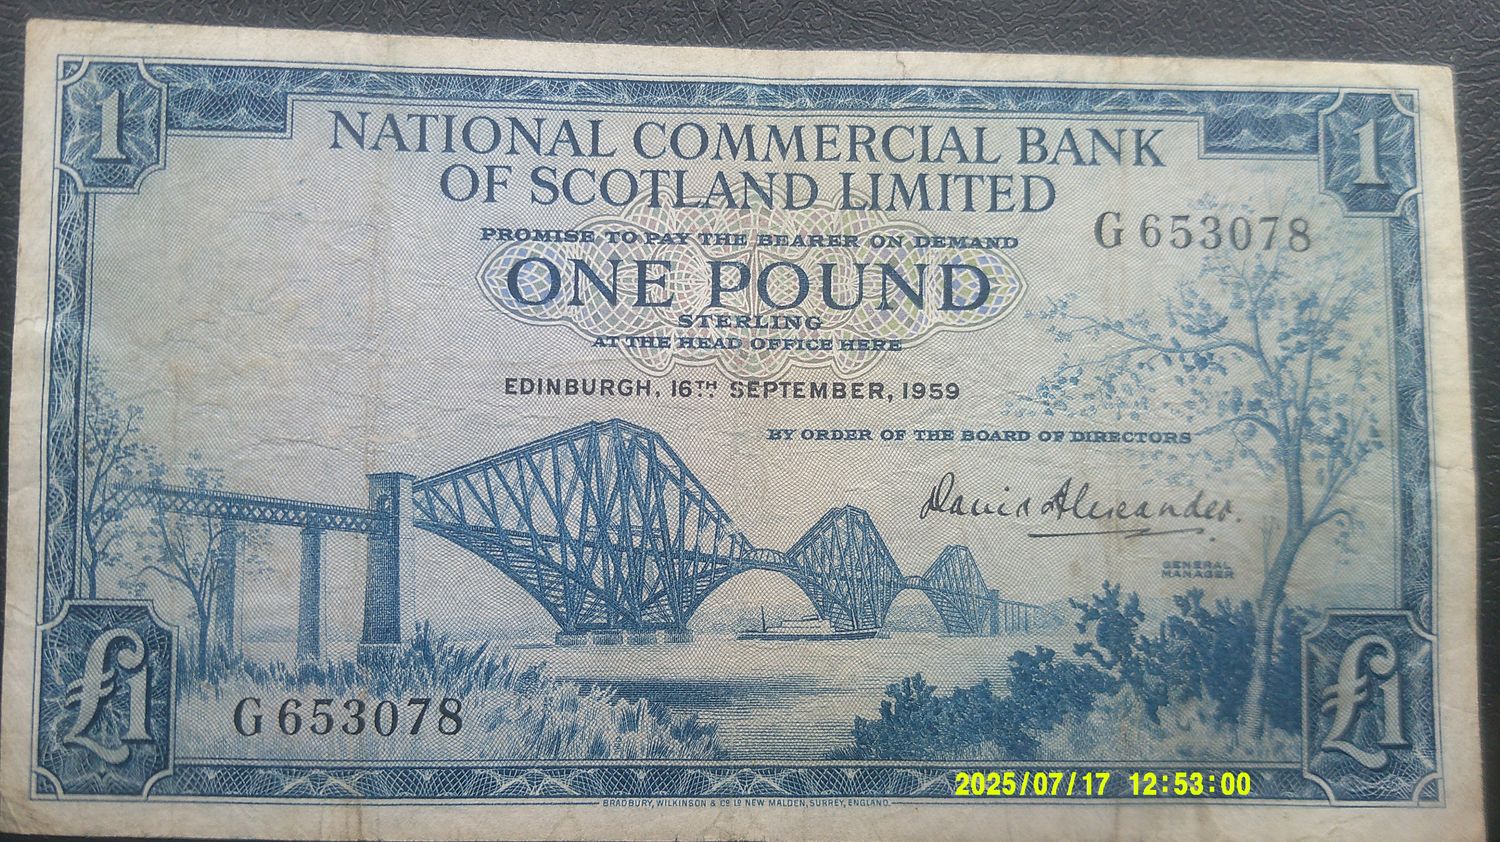 1
1
NATIONAL COMMERCIAL BANK
OF SCOTLAND LIMITED
G 653078
PROMISE TO PAY THE BEARER ON DEMAND
ONE POUND
STERLING
AT THE HEAD OFFICE HERE
EDINBURGH, 16TH SEPTEMBER, 1959
BY ORDER OF THE BOARD OF DIRECTORS
David Alexander.
GENERAL
MANAGER
£1
G 653078
£1
2025/07/17 12:53:00
BRADBURY, WILKINSON & Co Ld NEW MALDEN, SURREY, ENGLAND.